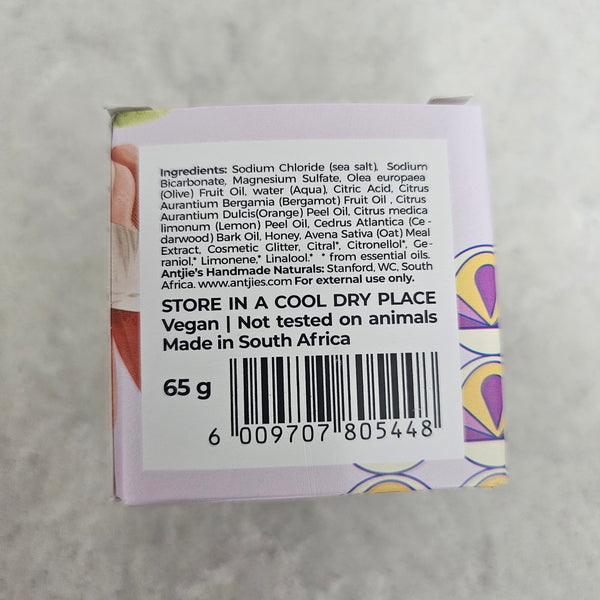 Ingredients: Sodium Chloride (sea salt), Sodium
Bicarbonate, Magnesium Sulfate, Olea europaea
(Olive) Fruit Oil, water (Aqua), Citric Acid, Citrus
Aurantium Bergamia (Bergamot) Fruit Oil , Citrus
Aurantium Dulcis(Orange) Peel Oil, Citrus medica
limonum (Lemon) Peel Oil, Cedrus Atlantica (Ce -
darwood) Bark Oil, Honey, Avena Sativa (Oat) Meal
Extract, Cosmetic Glitter, Citral*, Citronellol*, Ge-
raniol,* Limonene,* Linalool.* * from essential oils.
Antjie's Handmade Naturals: Stanford, WC, South
Africa. www.antjies.com For external use only.
STORE IN A COOL DRY PLACE
Vegan | Not tested on animals
Made in South Africa
65 g
6 009707 805448